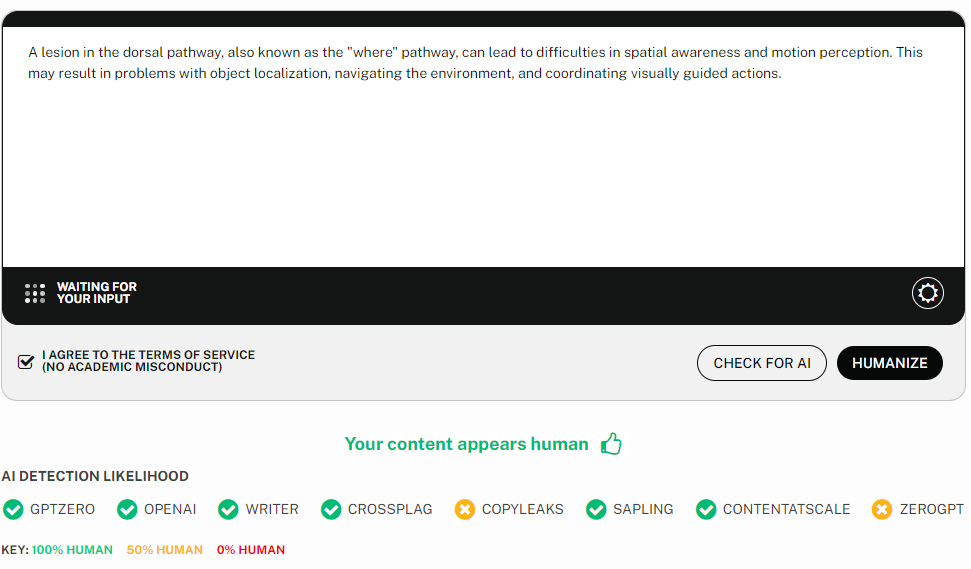 A lesion in the dorsal pathway, also known as the "where" pathway, can lead to difficulties in spatial awareness and motion perception. This
may result in problems with object localization, navigating the environment, and coordinating visually guided actions.
WAITING FOR
YOUR INPUT
I AGREE TO THE TERMS OF SERVICE
(NO ACADEMIC MISCONDUCT)
CHECK FOR AI
HUMANIZE
Your content appears human
AI DETECTION LIKELIHOOD
GPTZERO OPENAI WRITER CROSSPLAG COPYLEAKS SAPLING CONTENTATSCALE ZEROGPT
KEY: 100% HUMAN 50% HUMAN 0% HUMAN